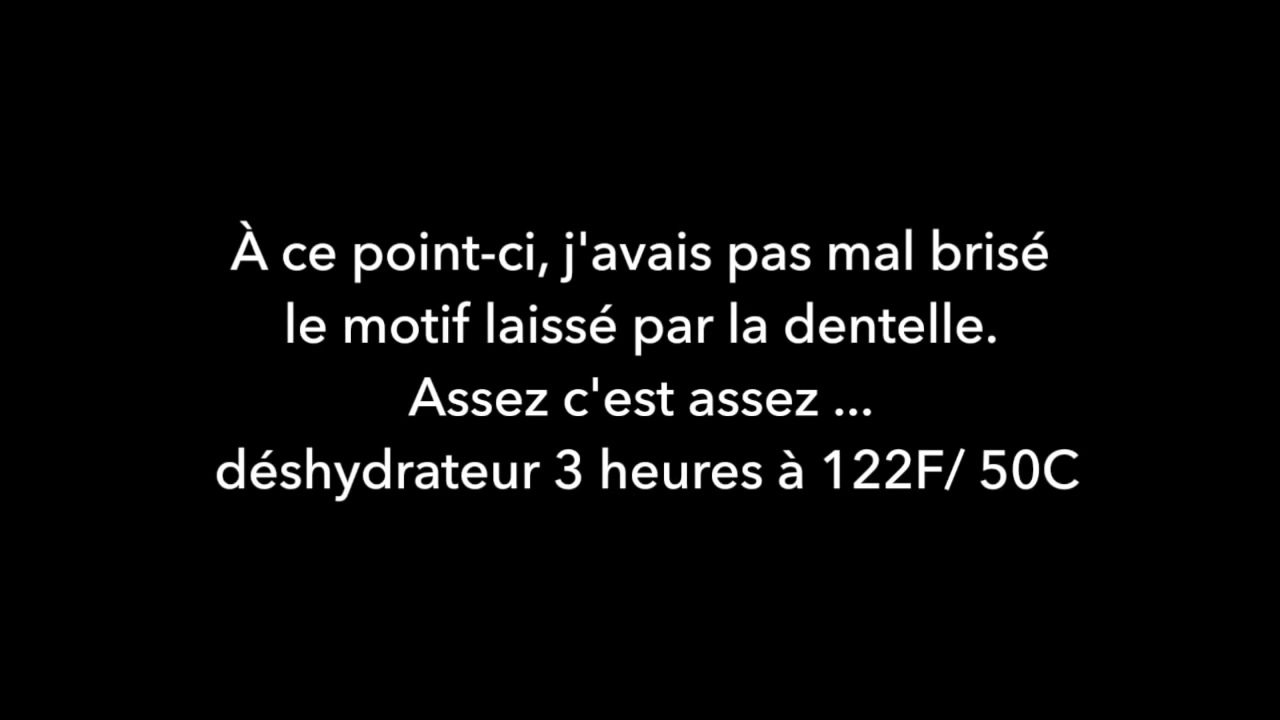 À ce point-ci, j'avais pas mal brisé
le motif laissé par la dentelle.
Assez c'est assez ...
déshydrateur 3 heures à 122F/ 50C